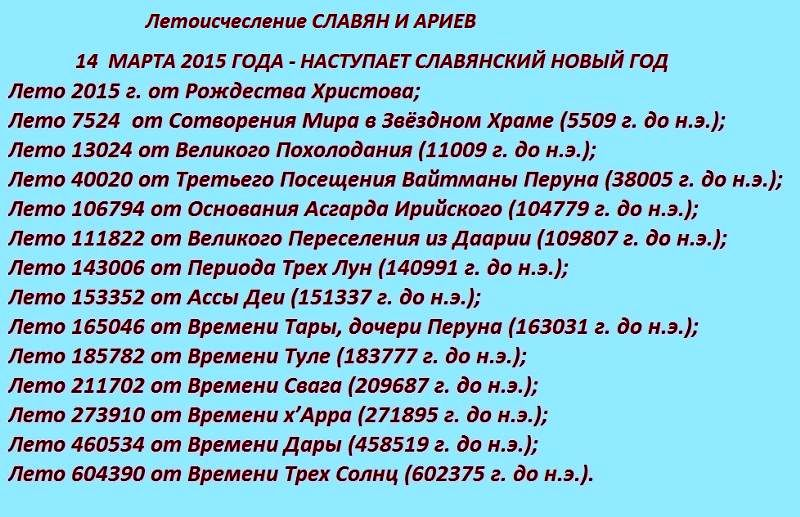 Летоисчесление СЛАВЯН И АРИЕВ
14 МАРТА 2015 ГОДА - НАСТУПАЕТ СЛАВЯНСКИЙ НОВЫЙ ГОД
Лето 2015 г. от Рождества Христова;
Лето 7524 от Сотворения Мира в Звёздном Храме (5509 г. до н.э.);
Лето 13024 от Великого Похолодания (11009 г. до н.э.);
Лето 40020 от Третьего Посещения Вайтманы Перуна (38005 г. до н.э.);
Лето 106794 от Основания Асгарда Ирийского (104779 г. до н.э.);
Лето 111822 от Великого Переселения из Даарии (109807 г. до н.э.);
Лето 143006 от Периода Трех Лун (140991 г. до н.э.);
Лето 153352 от Ассы Деи (151337 г. до н.э.);
Лето 165046 от Времени Тары, дочери Перуна (163031 г. до н.э.);
Лето 185782 от Времени Туле (183777 г. до н.э.);
Лето 211702 от Времени Свага (209687 г. до н.э.);
Лето 273910 от Времени х’Арра (271895 г. до н.э.);
Лето 460534 от Времени Дары (458519 г. до н.э.);
Лето 604390 от Времени Трех Солнц (602375 г. до н.э.).